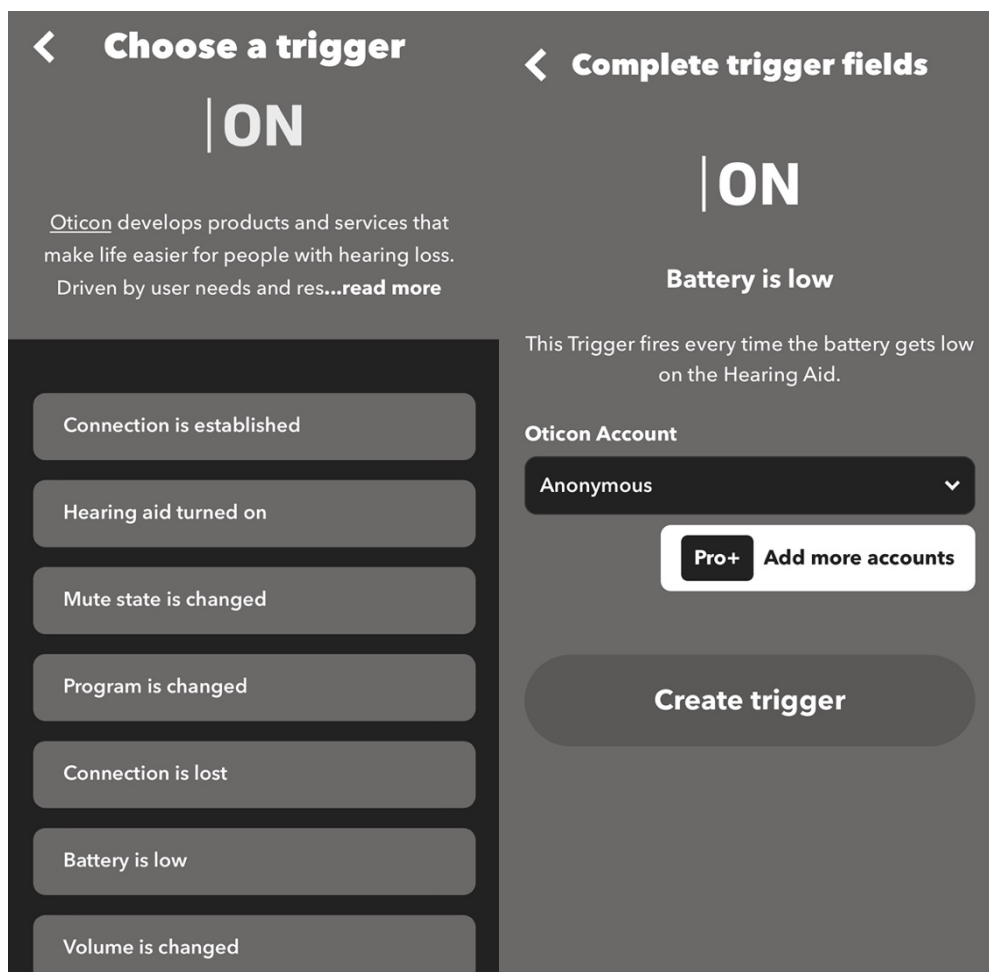 Choose a trigger
ON
Oticon develops products and services that
make life easier for people with hearing loss.
Driven by user needs and res...read more
Connection is established
Hearing aid turned on
Mute state is changed
Program is changed
Connection is lost
Battery is low
Volume is changed
Complete trigger fields
ON
Battery is low
This Trigger fires every time the battery gets low
on the Hearing Aid.
Oticon Account
Anonymous
Pro+ Add more accounts
Create trigger